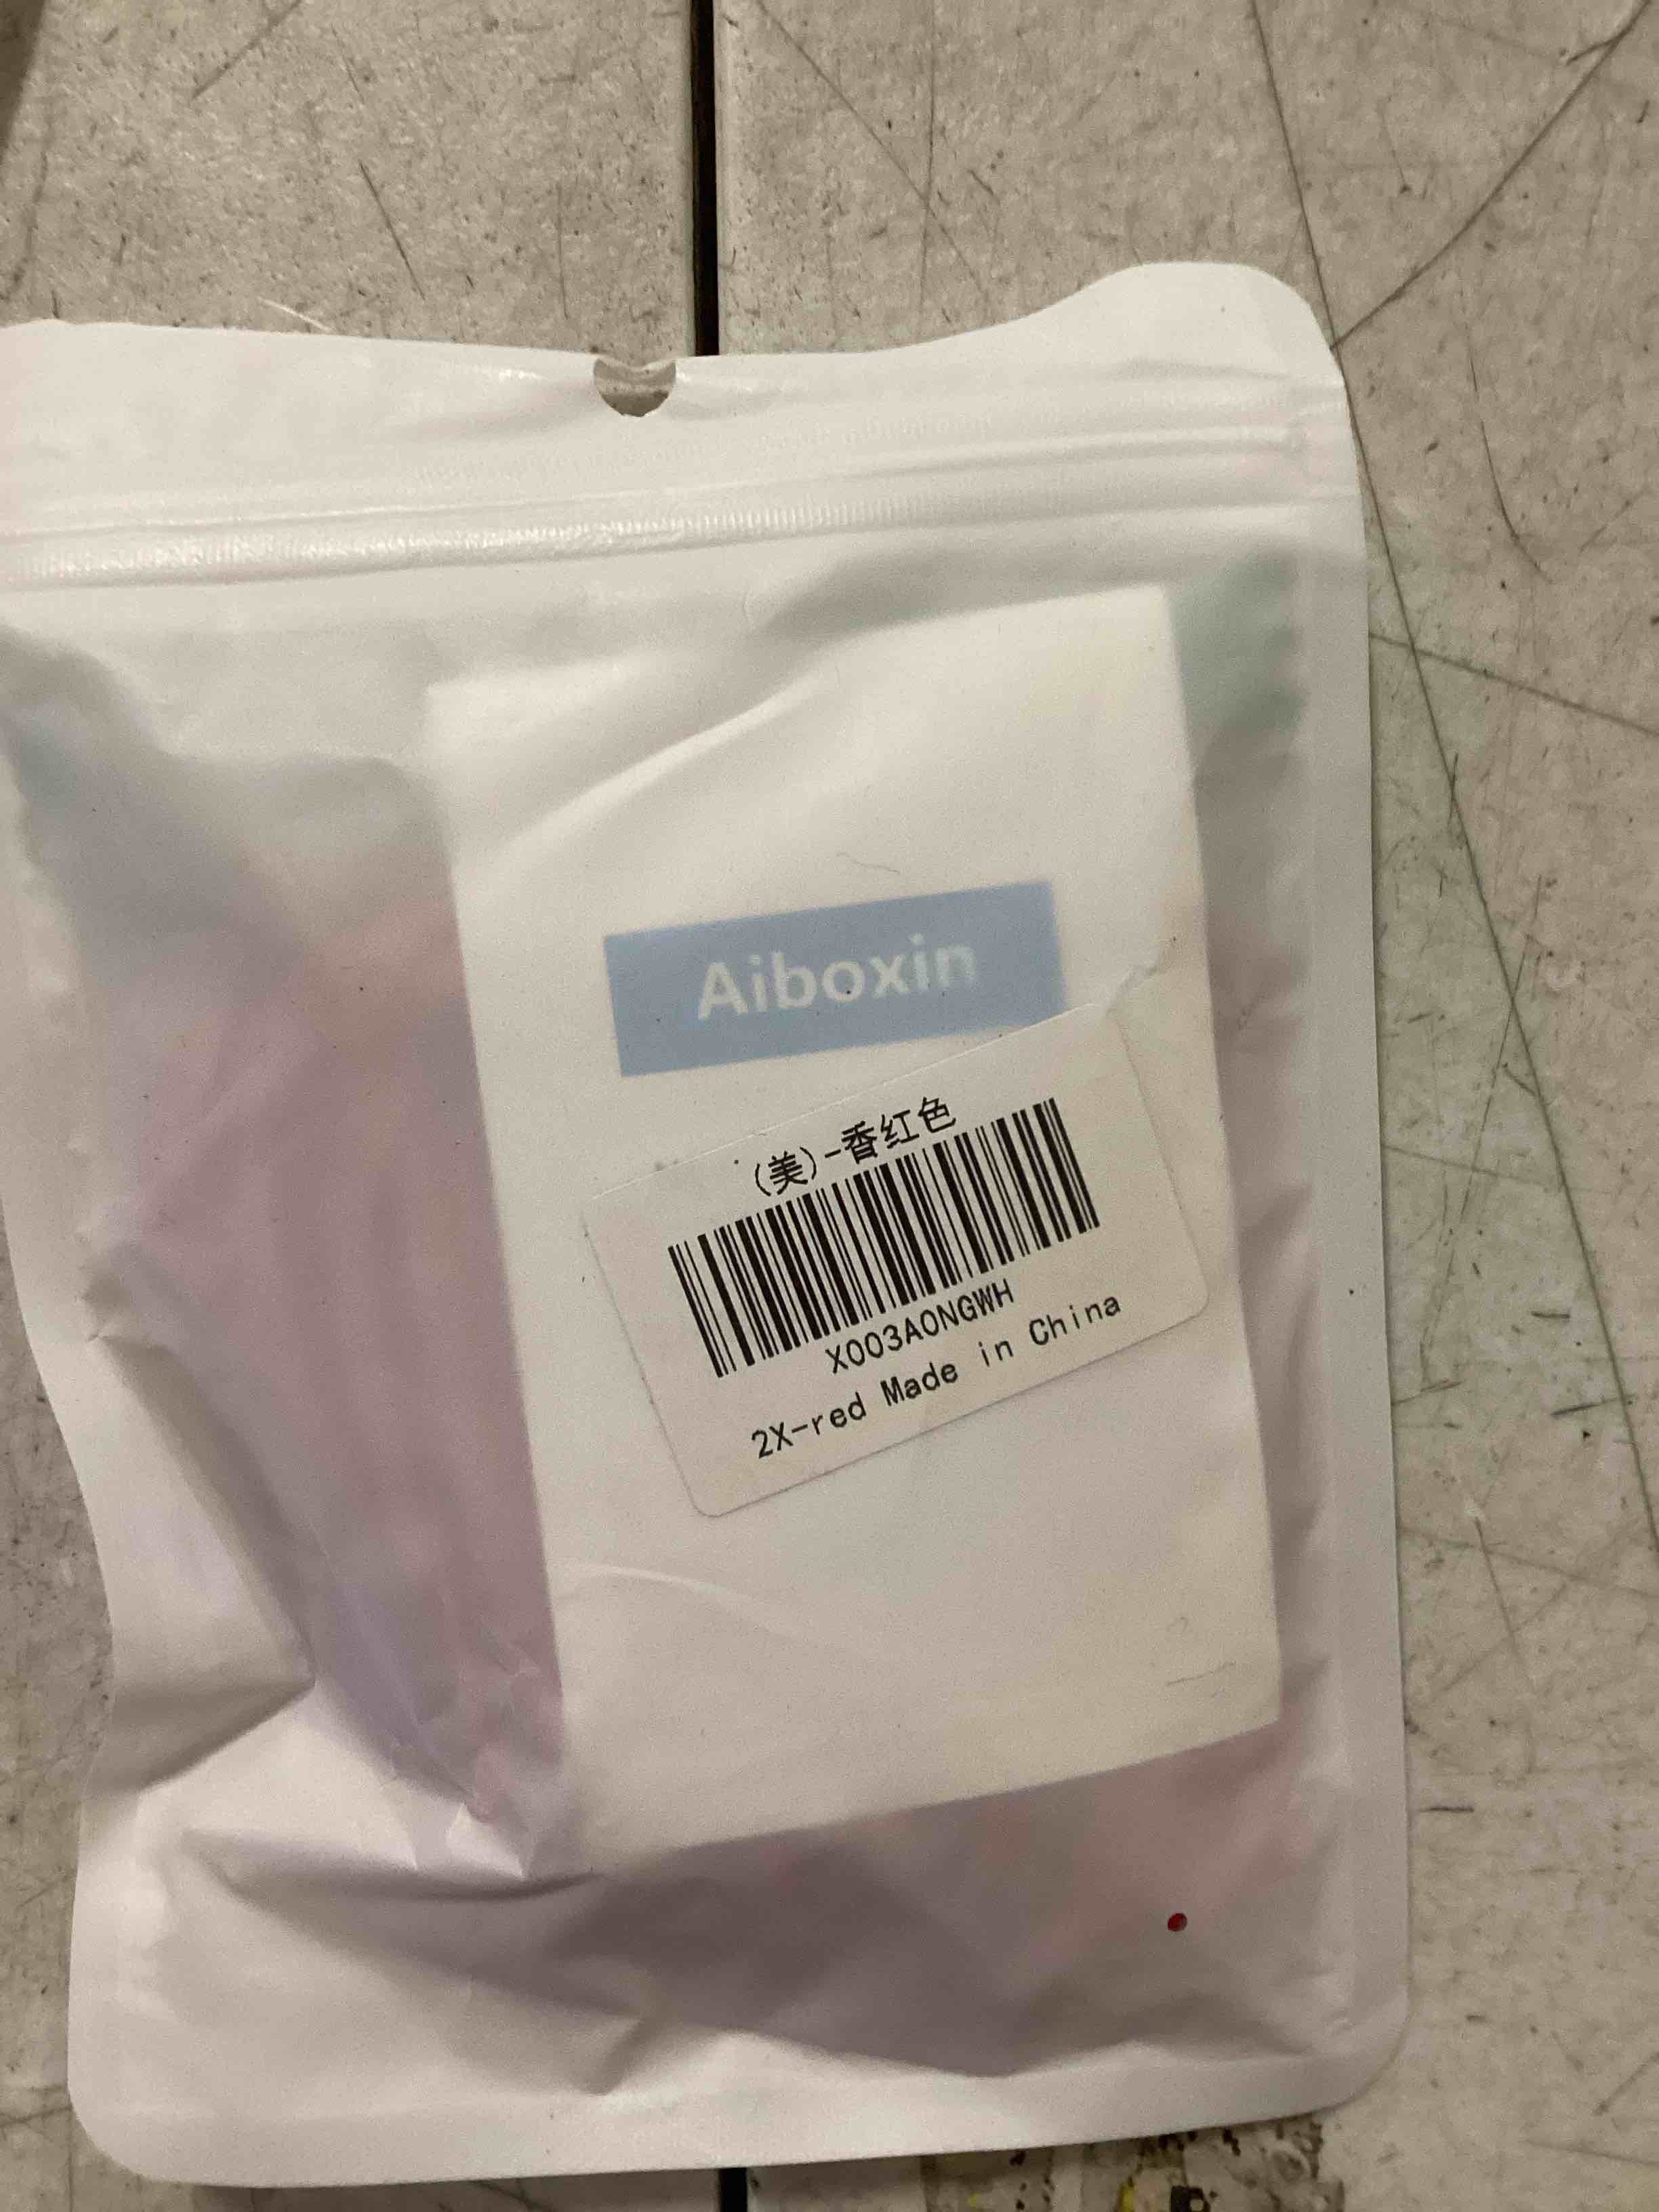 Aiboxin
(美)-香红色
X003A0NGWH
2X-red Made in China